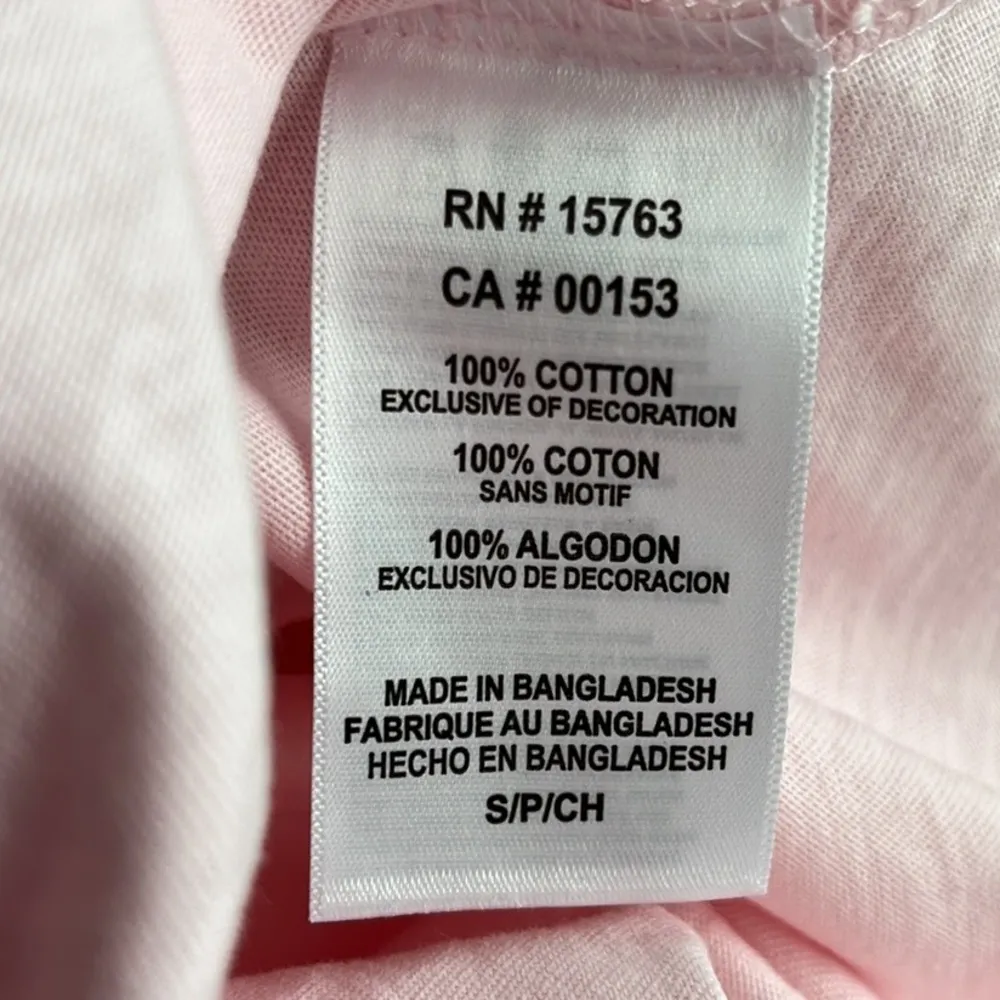 RN # 15763
CA # 00153
100% COTTON
EXCLUSIVE OF DECORATION
100% COTON
SANS MOTIF
100% ALGODON
EXCLUSIVO DE DECORACION
MADE IN BANGLADESH
FABRIQUE AU BANGLADESH
HECHO EN BANGLADESH
S/P/CH